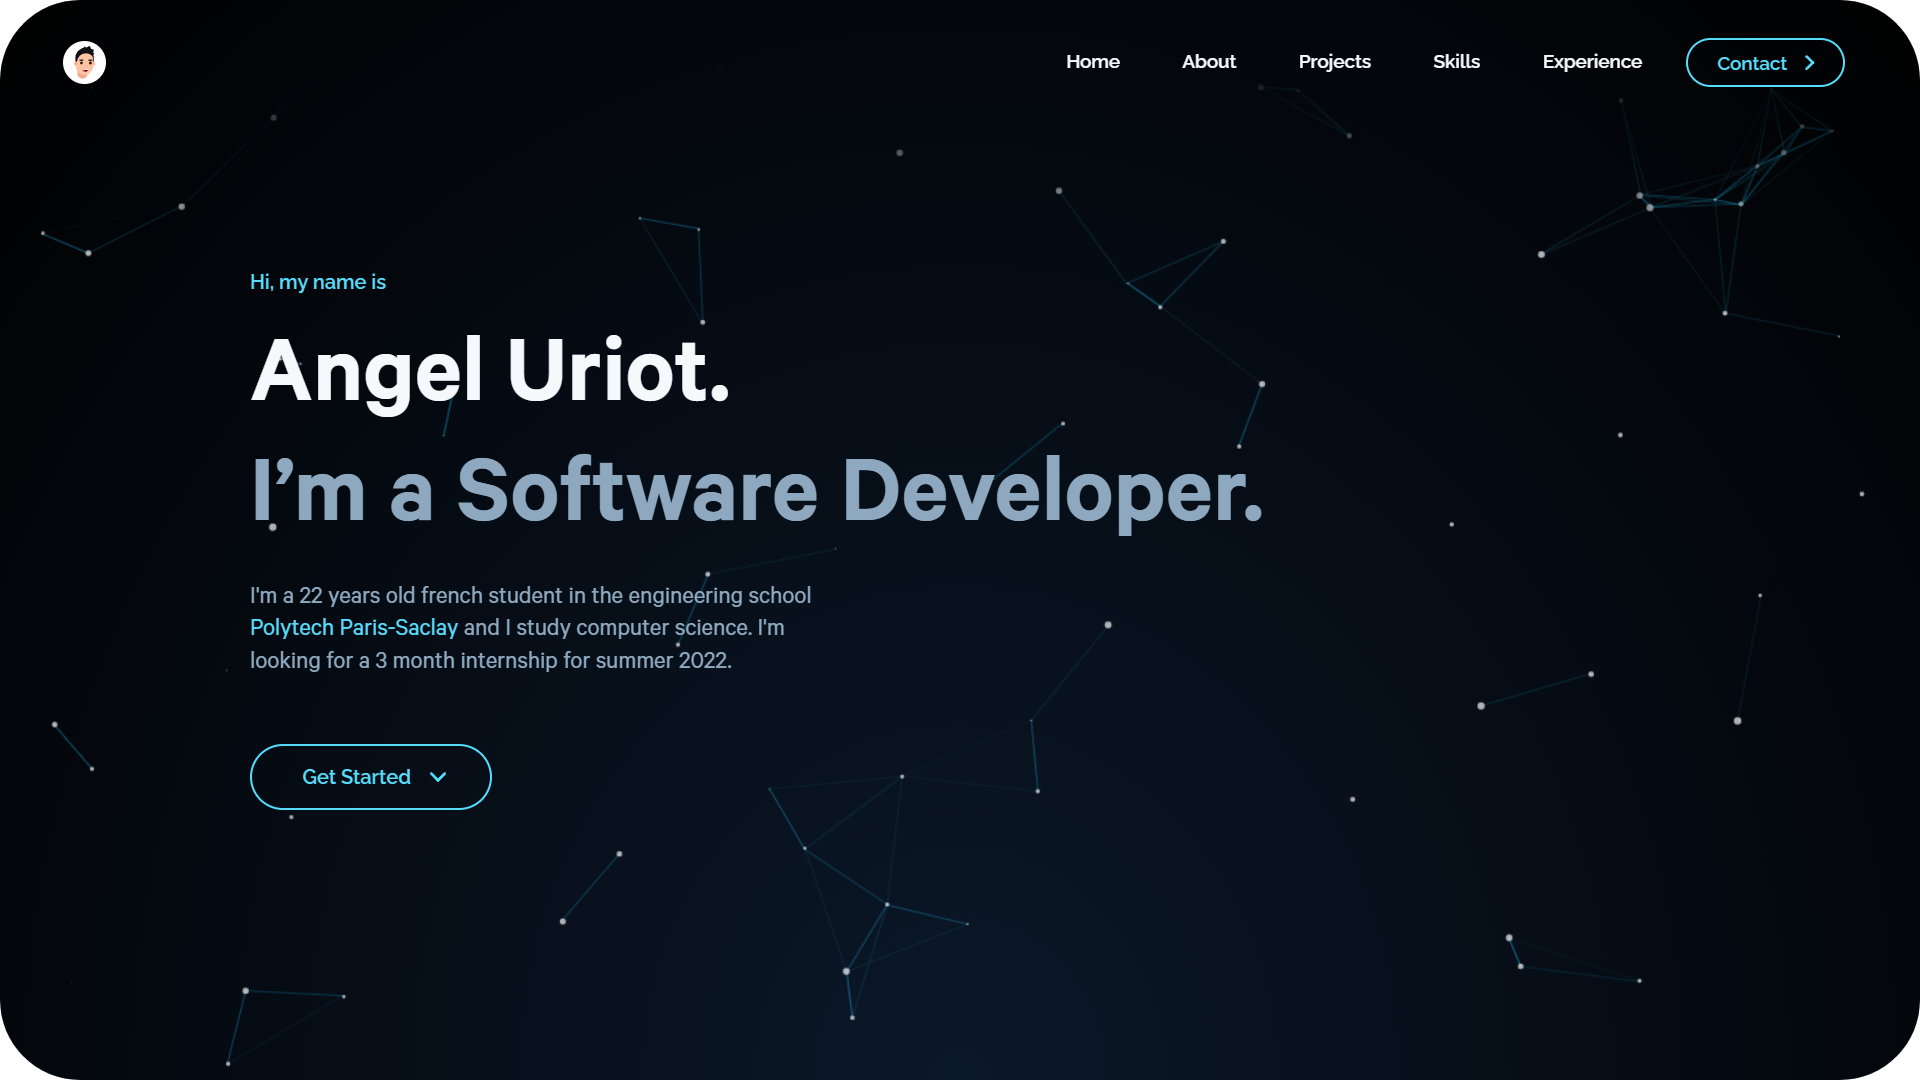 Home About Projects Skills Experience Contact
Hi, my name is
Angel Uriot.
I’m a Software Developer.
I'm a 22 years old french student in the engineering school
Polytech Paris-Saclay and I study computer science. I'm
looking for a 3 month internship for summer 2022.
Get Started